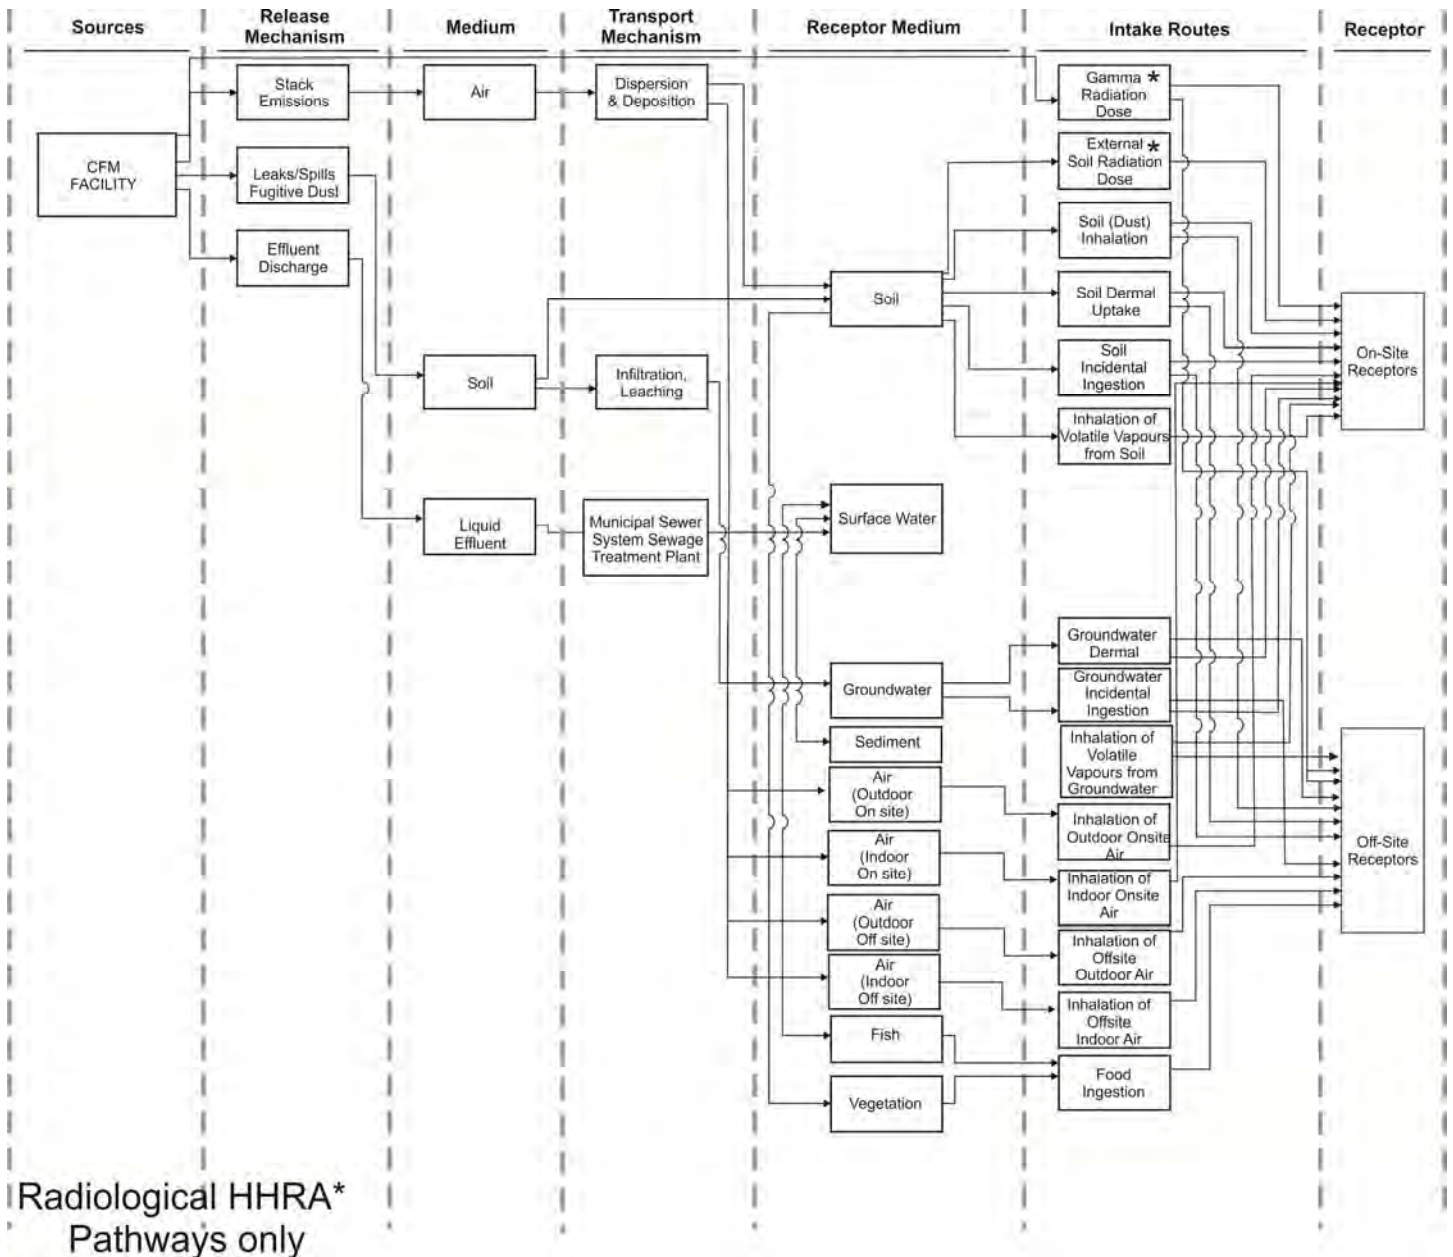 Sources
Release
Mechanism
Medium
Transport
Mechanism
Receptor Medium
Intake Routes
Receptor
CFM
FACILITY
Stack
Emissions
Leaks/Spills
Fugitive Dust
Effluent
Discharge
Air
Soil
Liquid
Effluent
Dispersion
& Deposition
Infiltration,
Leaching
Municipal Sewer
System Sewage
Treatment Plant
Soil
Surface Water
Groundwater
Sediment
Air
(Outdoor
On site)
Air
(Indoor
On site)
Air
(Outdoor
Off site)
Air
(Indoor
Off site)
Fish
Vegetation
Gamma *
Radiation
Dose
External *
Soil Radiation
Dose
Soil (Dust)
Inhalation
Soil Dermal
Uptake
Soil
Incidental
Ingestion
Inhalation of
Volatile Vapours
from Soil
Groundwater
Dermal
Groundwater
Incidental
Ingestion
Inhalation of
Volatile
Vapours from
Groundwater
Inhalation of
Outdoor Onsite
Air
Inhalation of
Indoor Onsite
Air
Inhalation of
Offsite
Outdoor Air
Inhalation of
Offsite
Indoor Air
Food
Ingestion
On-Site
Receptors
Off-Site
Receptors
Radiological HHRA*
Pathways only